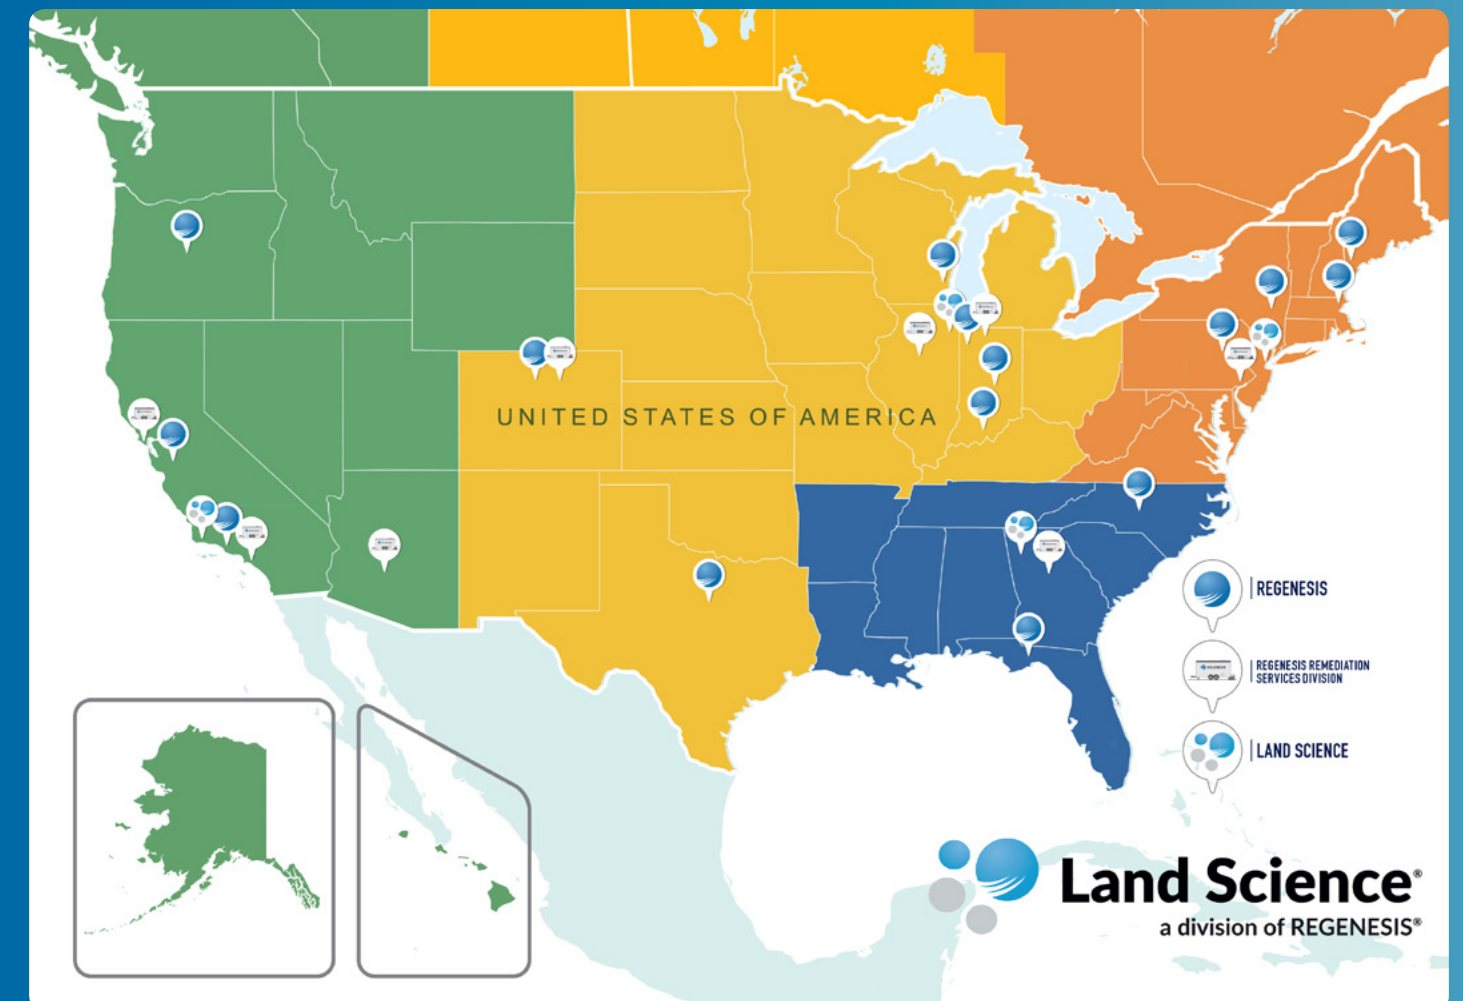 UNITED STATES OF AMERICA
REGENESIS
REGENESIS REMEDIATION
SERVICES DIVISION
LAND SCIENCE
Land Science®
a division of REGENESIS®